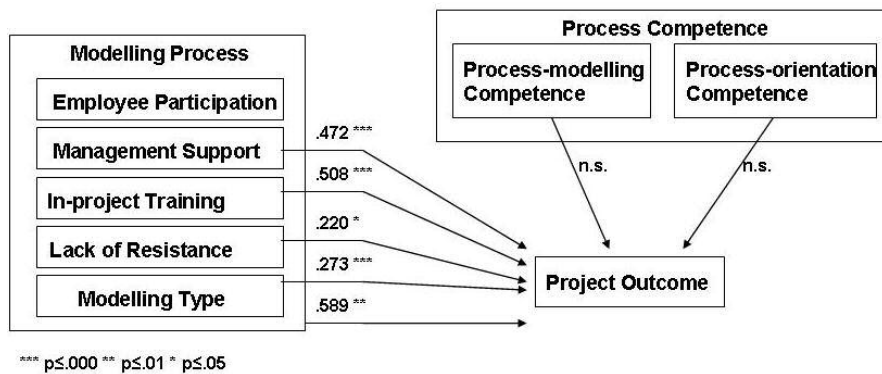 Process Competence
Process-modelling
Competence
Process-orientation
Competence
Modelling Process
Employee Participation
Management Support
In-project Training
Lack of Resistance
Modelling Type
.472 ***
.508 ***
.220 *
.273 ***
.589 **
n.s.
n.s.
Project Outcome
*** p≤.000 ** p≤.01 * p≤.05